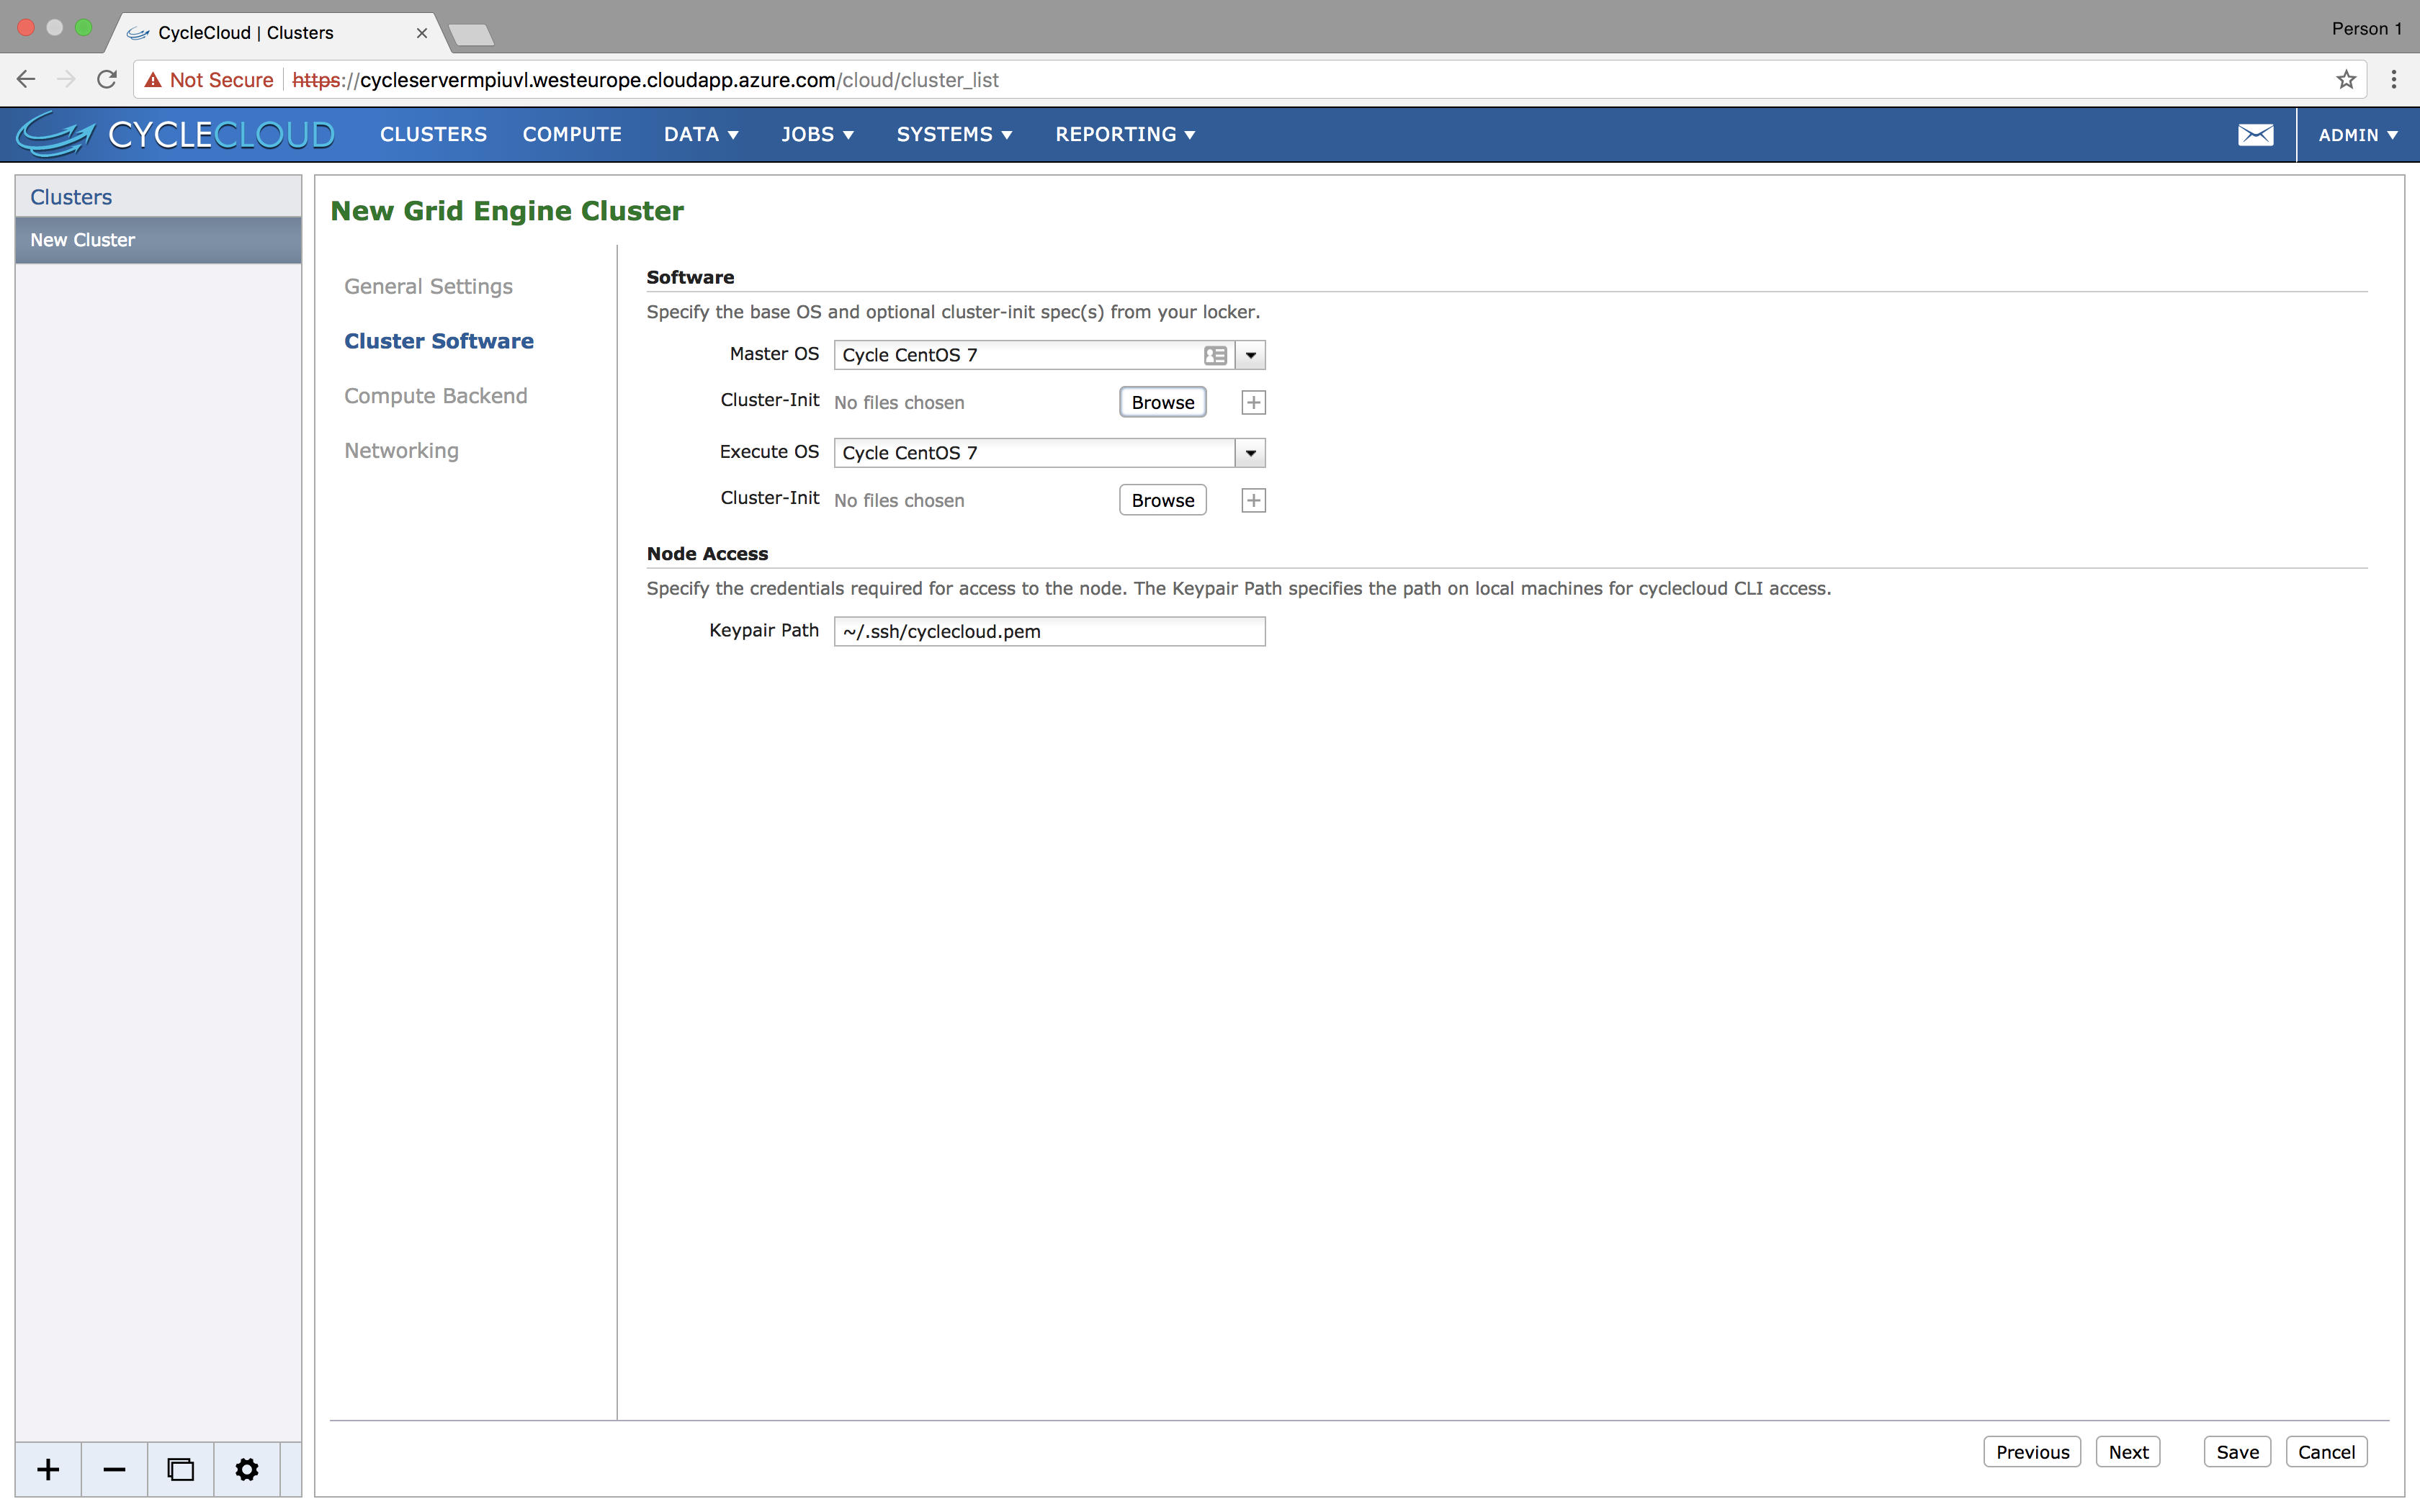 CycleCloud | Clusters
Person 1
Not Secure https://cycleservermpiuvl.westeurope.cloudapp.azure.com/cloud/cluster_list
CYCLECLOUD CLUSTERS COMPUTE DATA JOBS SYSTEMS REPORTING ADMIN
Clusters
New Cluster
New Grid Engine Cluster
General Settings
Cluster Software
Compute Backend
Networking
Software
Specify the base OS and optional cluster-init spec(s) from your locker.
Master OS Cycle CentOS 7
Cluster-Init No files chosen Browse
Execute OS Cycle CentOS 7
Cluster-Init No files chosen Browse
Node Access
Specify the credentials required for access to the node. The Keypair Path specifies the path on local machines for cyclecloud CLI access.
Keypair Path ~/.ssh/cyclecloud.pem
Previous Next Save Cancel